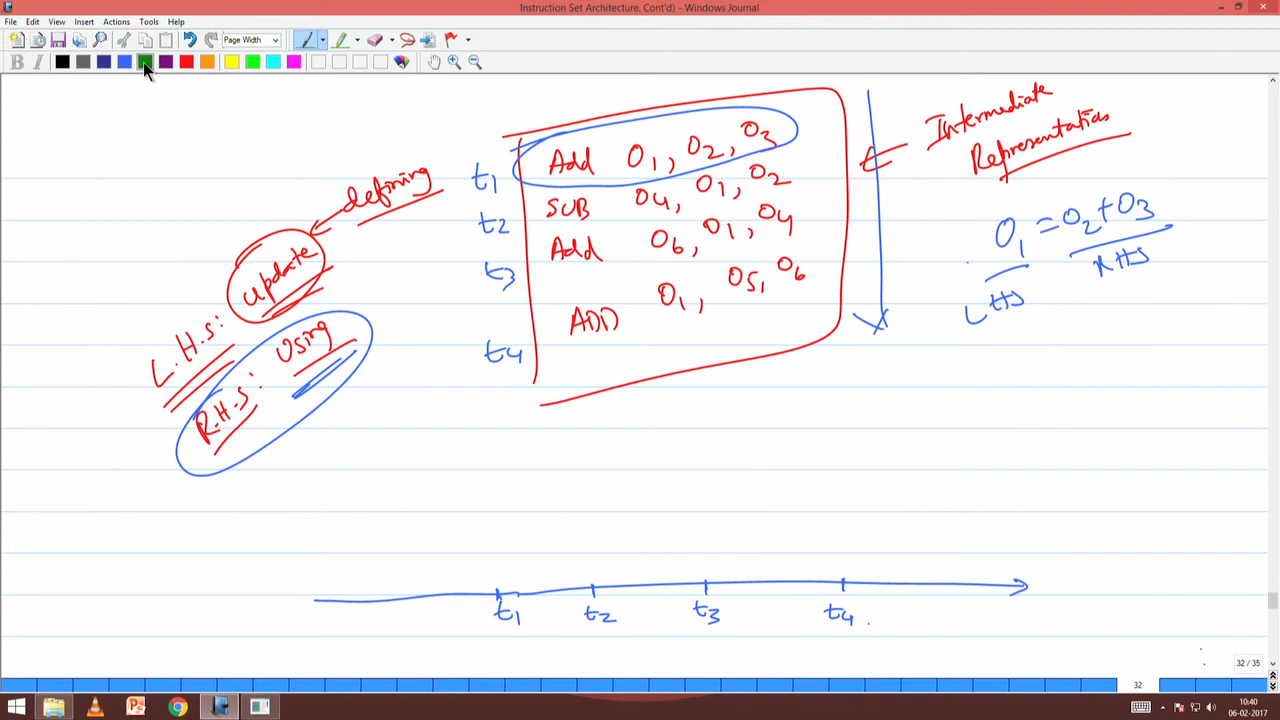 Instruction Set Architecture. Cont'd) - Windows Journal
File Edit View Insert Actions Tools Help
Page Width
B I
Intermediate
Representation
t1 Add O1, O2, O3
t2 SUB O4, O1, O2
t3 Add O6, O1, O4
t4 ADD O1, O5, O6
O1 = O2 + O3
LHS RHS
defining
L.H.S: update
R.H.S: Using
t1 t2 t3 t4
32 / 35
32
10:40
06-02-2017